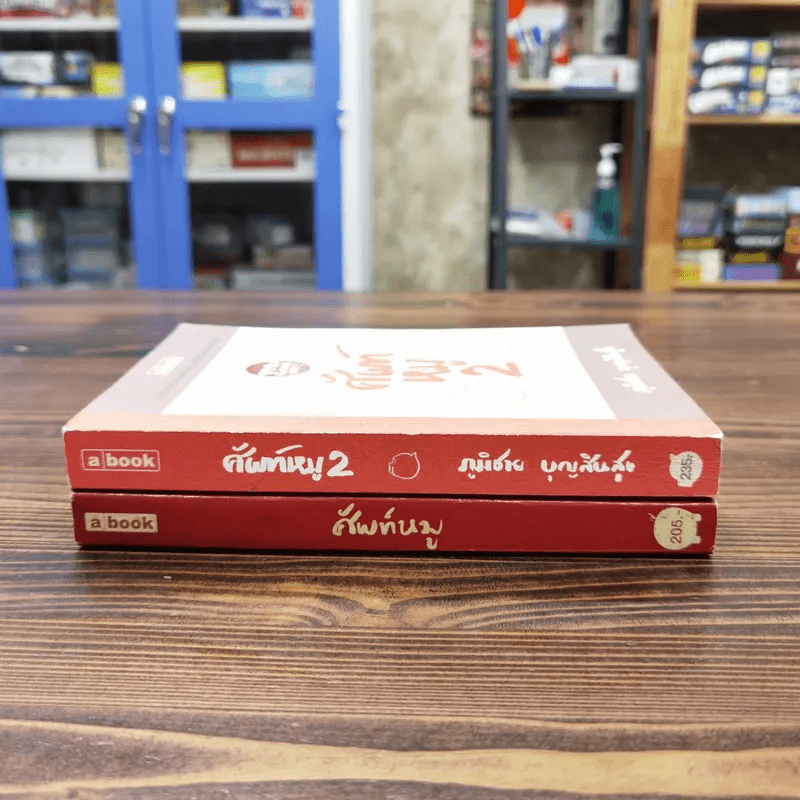 ศัพท์
หมู
2
a book ศัพท์หมู 2 ภูมิชาย บุญสินสุข 235.-
a book ศัพท์หมู 205.-